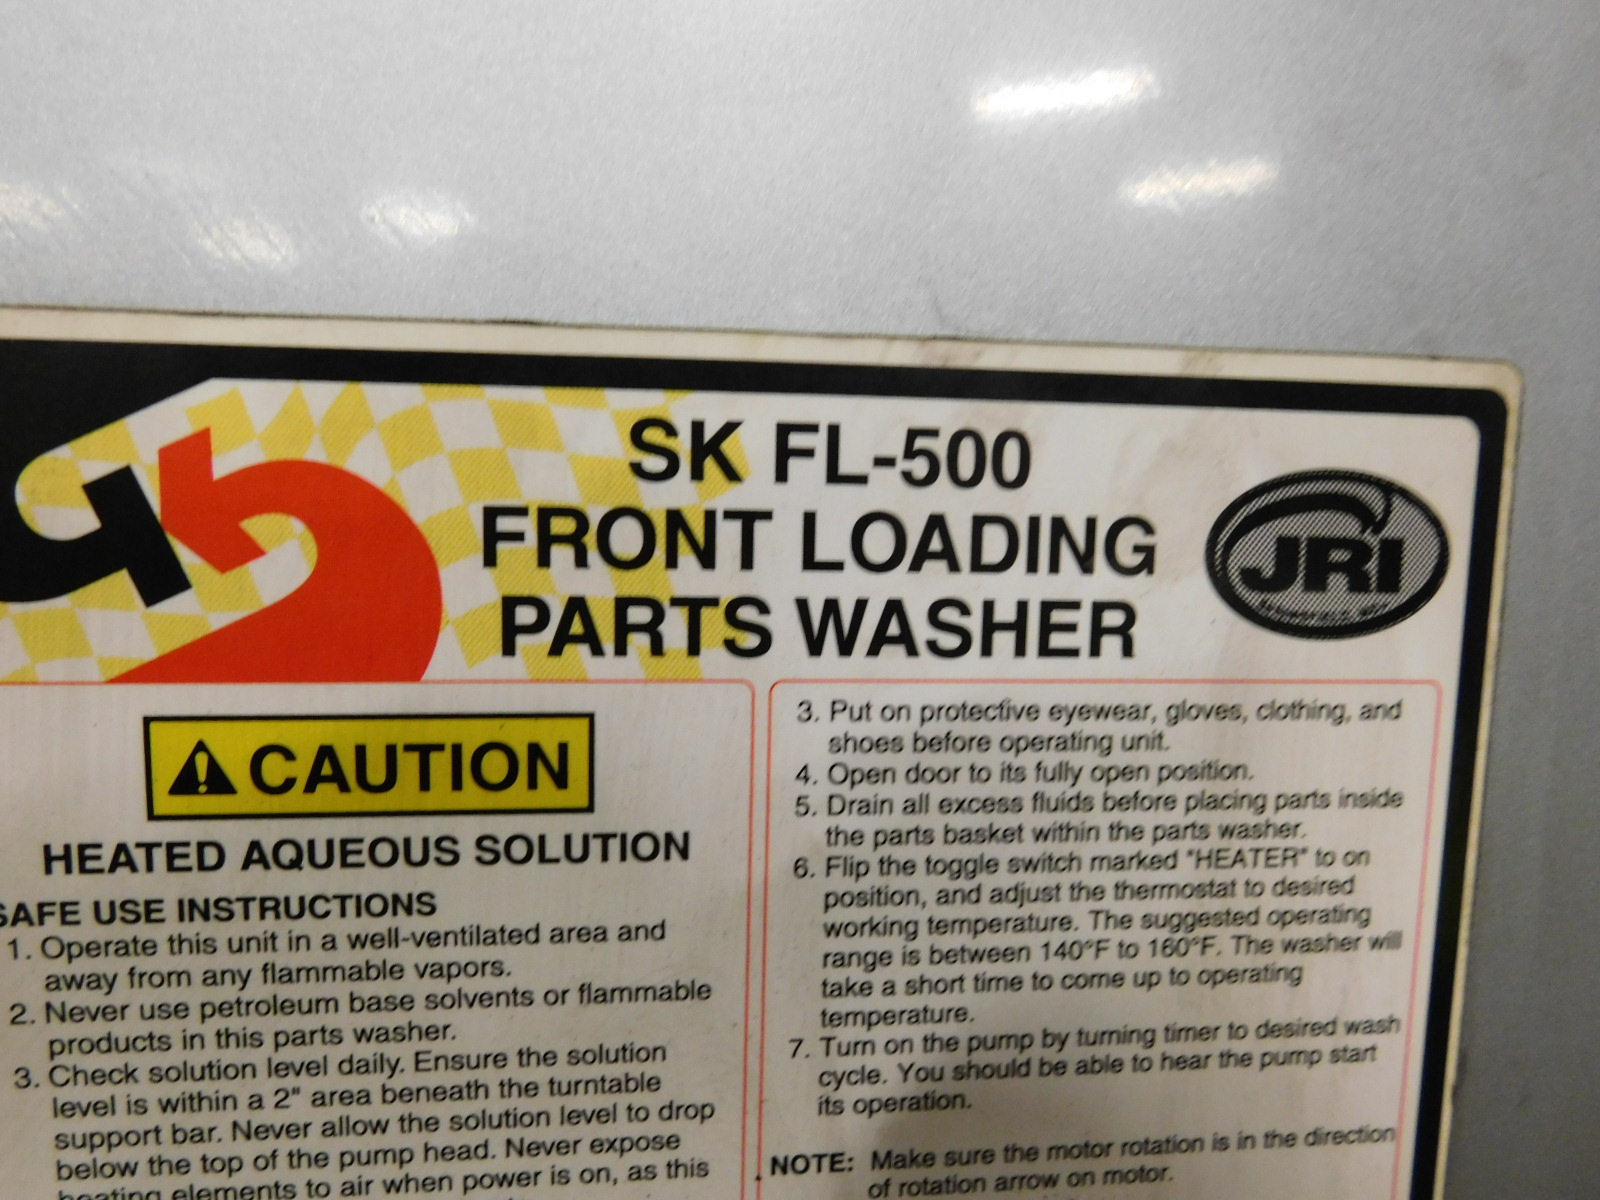 SK FL-500
FRONT LOADING
PARTS WASHER
JRI
CAUTION
HEATED AQUEOUS SOLUTION
SAFE USE INSTRUCTIONS
1. Operate this unit in a well-ventilated area and
away from any flammable vapors.
2. Never use petroleum base solvents or flammable
products in this parts washer.
3. Check solution level daily. Ensure the solution
level is within a 2" area beneath the turntable
support bar. Never allow the solution level to drop
below the top of the pump head. Never expose
heating elements to air when power is on, as this
3. Put on protective eyewear, gloves, clothing, and
shoes before operating unit.
4. Open door to its fully open position.
5. Drain all excess fluids before placing parts inside
the parts basket within the parts washer.
6. Flip the toggle switch marked "HEATER" to on
position, and adjust the thermostat to desired
working temperature. The suggested operating
range is between 140°F to 160°F. The washer will
take a short time to come up to operating
temperature.
7. Turn on the pump by turning timer to desired wash
cycle. You should be able to hear the pump start
its operation.
NOTE: Make sure the motor rotation is in the direction
of rotation arrow on motor.